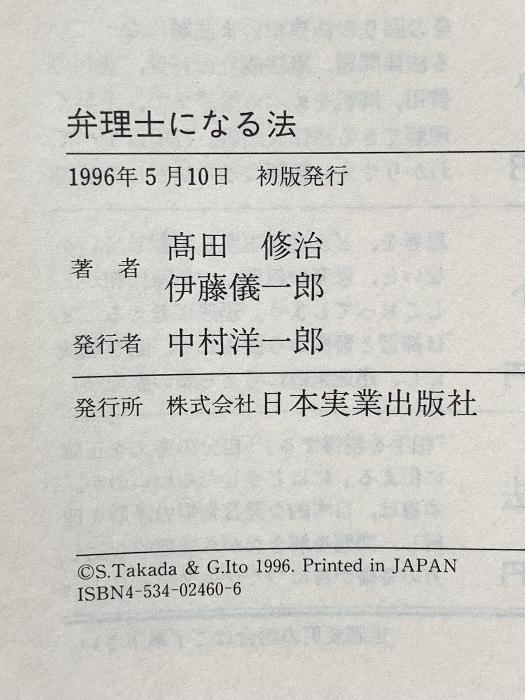 弁理士になる法
1996年5月10日 初版発行
著 者 髙田 修治
伊藤儀一郎
発行者 中村洋一郎
発行所 株式会社日本実業出版社
©S.Takada & G.Ito 1996. Printed in JAPAN
ISBN4-534-02460-6